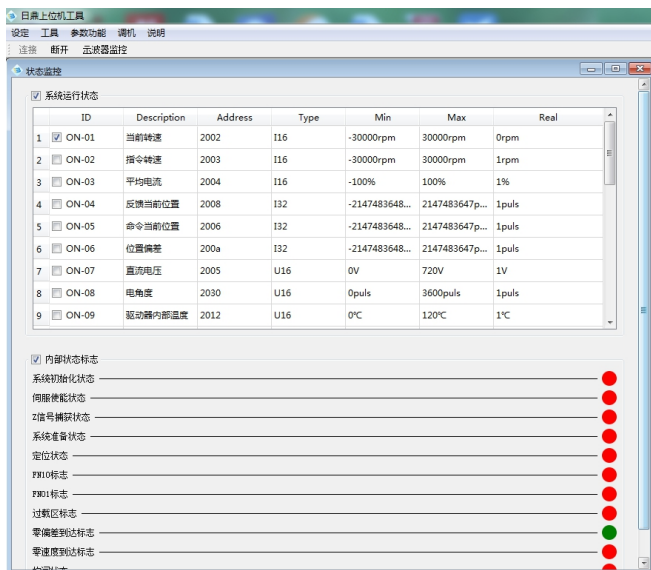 日鼎上位机工具
设定 工具 参数功能 调机 说明
连接 断开 示波器监控
状态监控
系统运行状态
ID Description Address Type Min Max Real
1 ON-01 当前转速 2002 I16 -30000rpm 30000rpm 0rpm
2 ON-02 指令转速 2003 I16 -30000rpm 30000rpm 1rpm
3 ON-03 平均电流 2004 I16 -100% 100% 1%
4 ON-04 反馈当前位置 2008 I32 -2147483648... 2147483647p... 1puls
5 ON-05 命令当前位置 2006 I32 -2147483648... 2147483647p... 1puls
6 ON-06 位置偏差 200a I32 -2147483648... 2147483647p... 1puls
7 ON-07 直流电压 2005 U16 0V 720V 1V
8 ON-08 电角度 2030 U16 0puls 3600puls 1puls
9 ON-09 驱动器内部温度 2012 U16 0℃ 120℃ 1℃
内部状态标志
系统初始化状态
伺服使能状态
Z信号捕获状态
系统准备状态
定位状态
PN10标志
PN01标志
过载区标志
零偏差到达标志
零速度到达标志